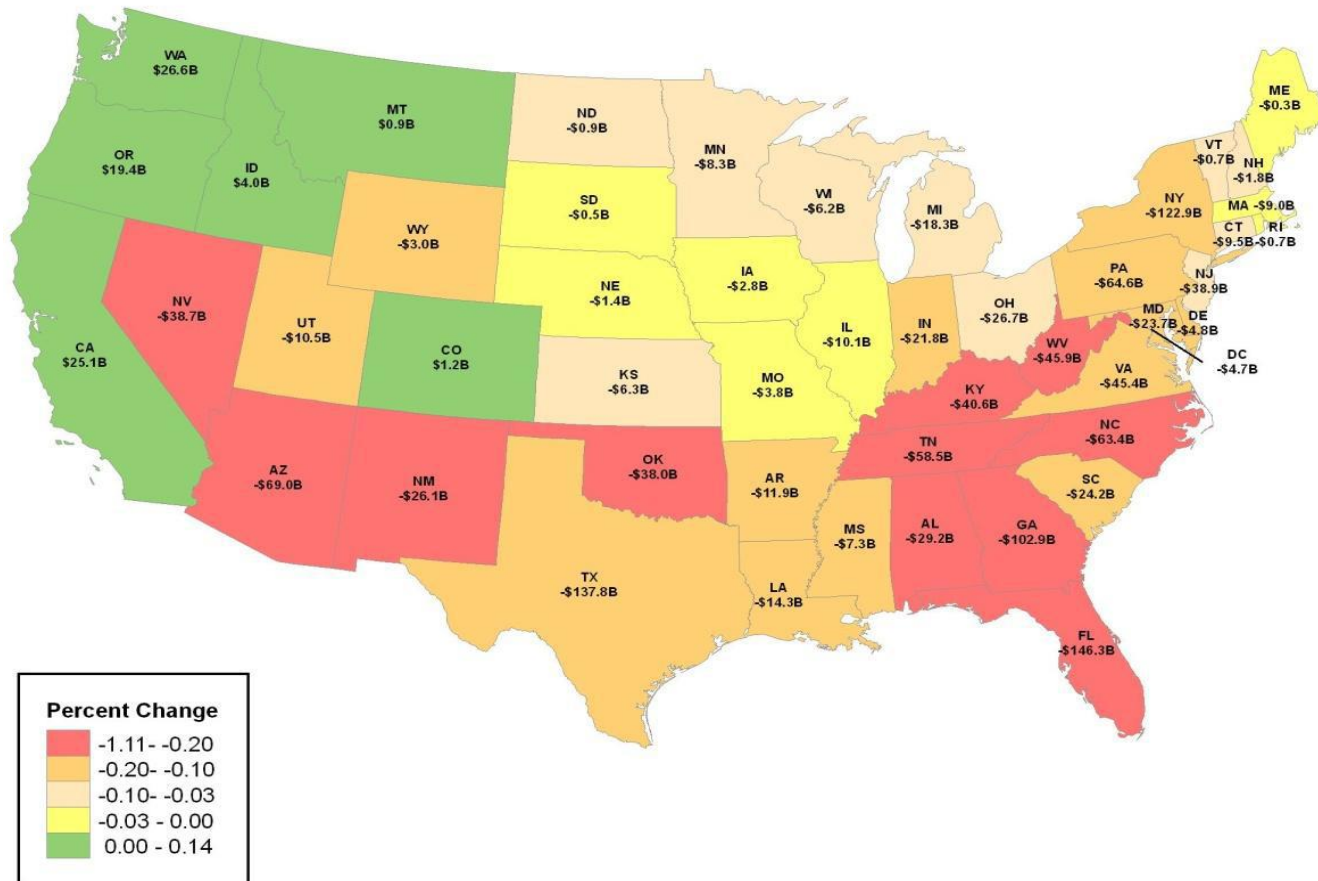 WA
$26.6B
MT
$0.9B
ND
-$0.9B
MN
-$8.3B
ME
-$0.3B
VT
-$0.7B
NH
-$1.8B
OR
$19.4B
ID
$4.0B
SD
-$0.5B
WI
-$6.2B
MI
-$18.3B
NY
-$122.9B
MA -$9.0B
CT
-$9.5B
RI
-$0.7B
WY
-$3.0B
IA
-$2.8B
PA
-$64.6B
NJ
-$38.9B
NE
-$1.4B
NV
-$38.7B
UT
-$10.5B
IL
-$10.1B
IN
-$21.8B
OH
-$26.7B
MD
-$23.7B
DE
-$4.8B
DC
-$4.7B
CA
$25.1B
CO
$1.2B
KS
-$6.3B
MO
-$3.8B
WV
-$45.9B
VA
-$45.4B
KY
-$40.6B
NC
-$63.4B
TN
-$58.5B
AZ
-$69.0B
NM
-$26.1B
OK
-$38.0B
AR
-$11.9B
SC
-$24.2B
MS
-$7.3B
AL
-$29.2B
GA
-$102.9B
TX
-$137.8B
LA
-$14.3B
FL
-$146.3B
Percent Change
-1.11- -0.20
-0.20- -0.10
-0.10- -0.03
-0.03 - 0.00
0.00 - 0.14